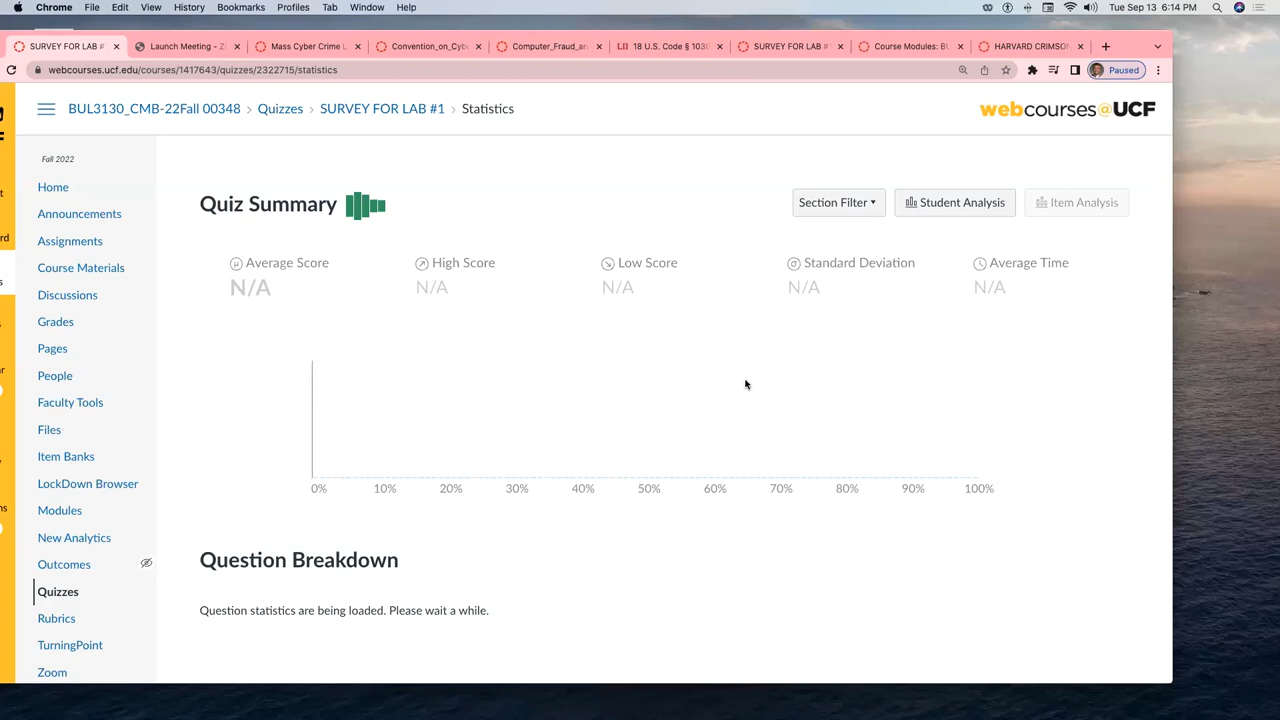 Chrome File Edit View History Bookmarks Profiles Tab Window Help Tue Sep 13 6:14 PM
SURVEY FOR LAB # Launch Meeting - Z Mass Cyber Crime L Convention_on_Cyb Computer_Fraud_an LII 18 U.S. Code § 1030 SURVEY FOR LAB #1 Course Modules: BU HARVARD CRIMSON
webcourses.ucf.edu/courses/1417643/quizzes/2322715/statistics Paused
BUL3130_CMB-22Fall 00348 > Quizzes > SURVEY FOR LAB #1 > Statistics
webcourses@UCF
Fall 2022
Home
Announcements
Assignments
Course Materials
Discussions
Grades
Pages
People
Faculty Tools
Files
Item Banks
LockDown Browser
Modules
New Analytics
Outcomes
Quizzes
Rubrics
TurningPoint
Zoom
Quiz Summary
Section Filter Student Analysis Item Analysis
Average Score High Score Low Score Standard Deviation Average Time
N/A N/A N/A N/A N/A
0% 10% 20% 30% 40% 50% 60% 70% 80% 90% 100%
Question Breakdown
Question statistics are being loaded. Please wait a while.